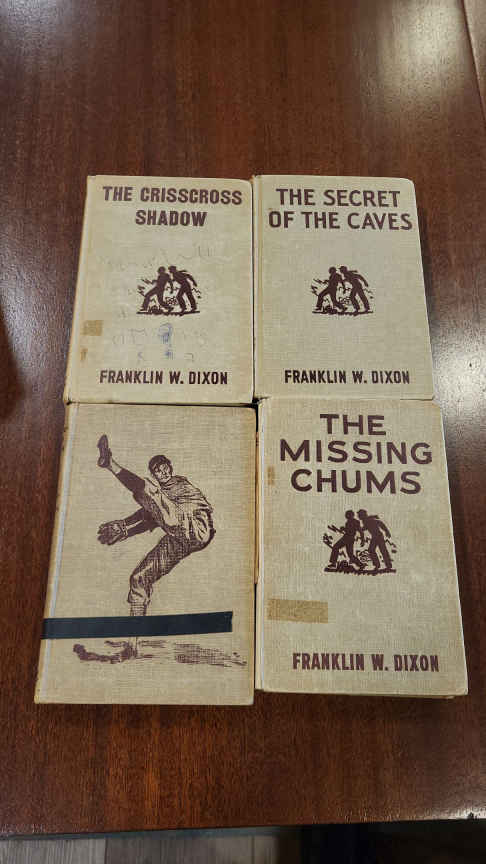 THE CRISSCROSS
SHADOW
FRANKLIN W. DIXON
THE SECRET
OF THE CAVES
FRANKLIN W. DIXON
THE
MISSING
CHUMS
FRANKLIN W. DIXON